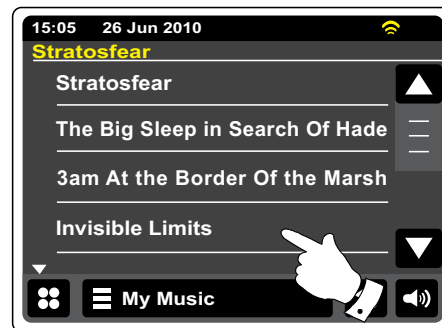 15:05 26 Jun 2010
Stratosfear
Stratosfear
The Big Sleep in Search Of Hade
3am At the Border Of the Marsh
Invisible Limits
My Music